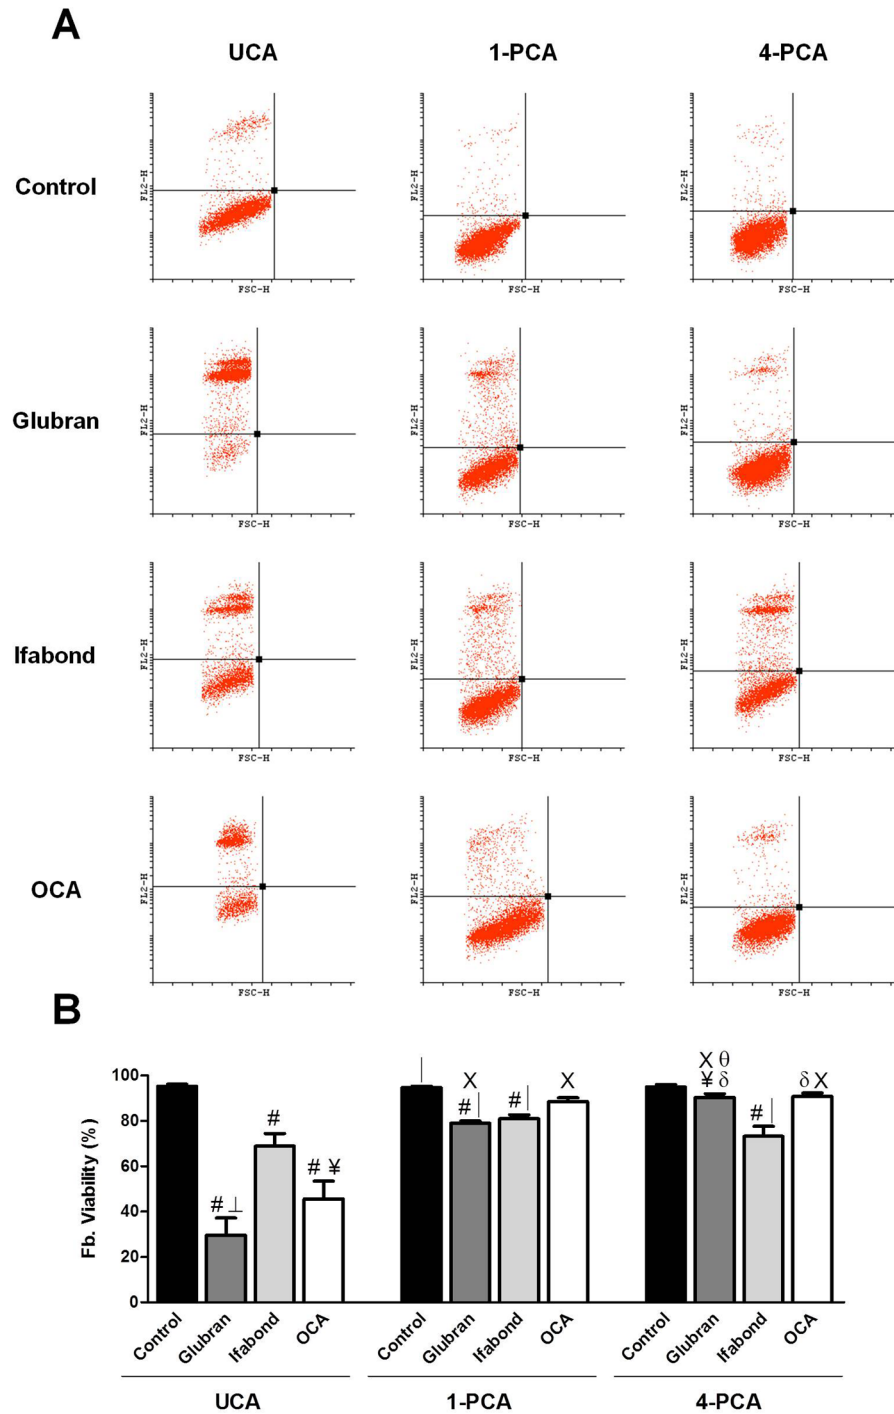 A
UCA 1-PCA 4-PCA
Control
FL2-H FL2-H FL2-H
FSC-H FSC-H FSC-H
Glubran
FL2-H FL2-H FL2-H
FSC-H FSC-H FSC-H
Ifabond
FL2-H FL2-H FL2-H
FSC-H FSC-H FSC-H
OCA
FL2-H FL2-H FL2-H
FSC-H FSC-H FSC-H
B
Fb. Viability (%)
100
80
60
40
20
0
# ⊥
#
# ¥
|
X
# |
# |
X
X θ
¥ δ
# |
δ X
Control Glubran Ifabond OCA Control Glubran Ifabond OCA Control Glubran Ifabond OCA
UCA 1-PCA 4-PCA